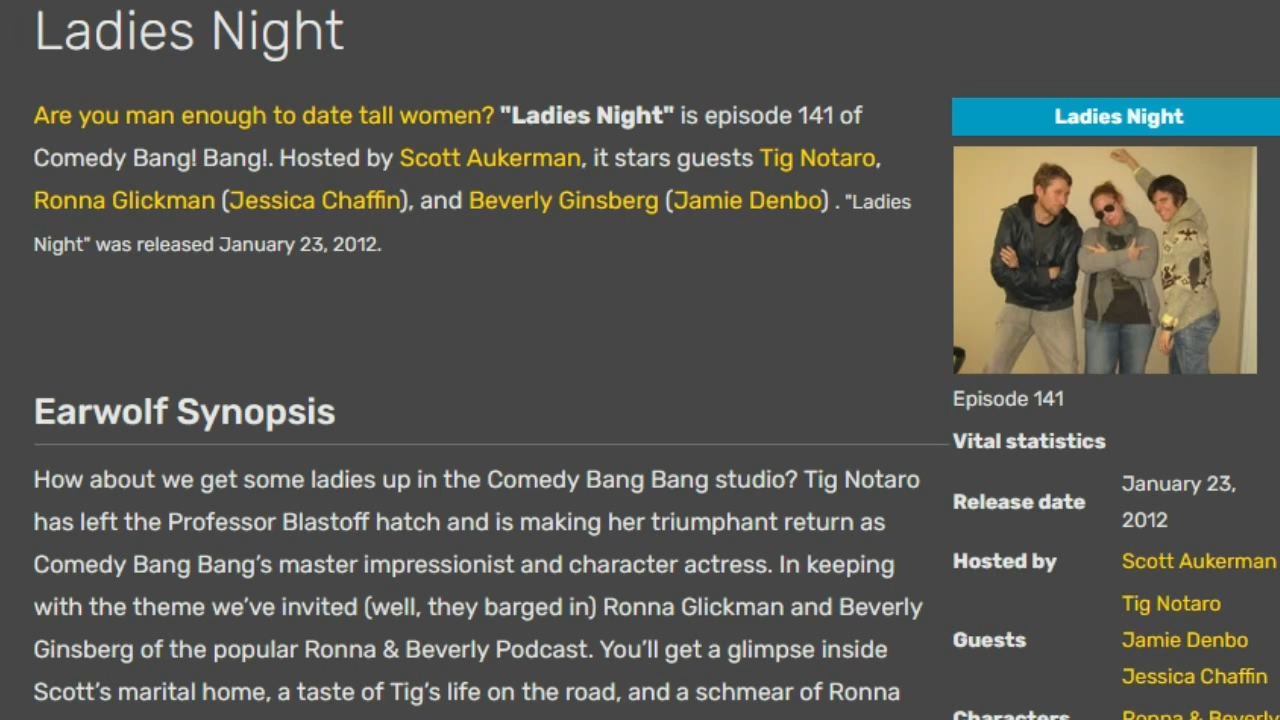 Ladies Night
Are you man enough to date tall women? "Ladies Night" is episode 141 of
Comedy Bang! Bang!. Hosted by Scott Aukerman, it stars guests Tig Notaro,
Ronna Glickman (Jessica Chaffin), and Beverly Ginsberg (Jamie Denbo) . "Ladies
Night" was released January 23, 2012.
Earwolf Synopsis
How about we get some ladies up in the Comedy Bang Bang studio? Tig Notaro
has left the Professor Blastoff hatch and is making her triumphant return as
Comedy Bang Bang’s master impressionist and character actress. In keeping
with the theme we’ve invited (well, they barged in) Ronna Glickman and Beverly
Ginsberg of the popular Ronna & Beverly Podcast. You’ll get a glimpse inside
Scott’s marital home, a taste of Tig’s life on the road, and a schmear of Ronna
Ladies Night
Episode 141
Vital statistics
Release date
January 23,
2012
Hosted by
Scott Aukerman
Guests
Tig Notaro
Jamie Denbo
Jessica Chaffin
Characters
Ronna & Beverly